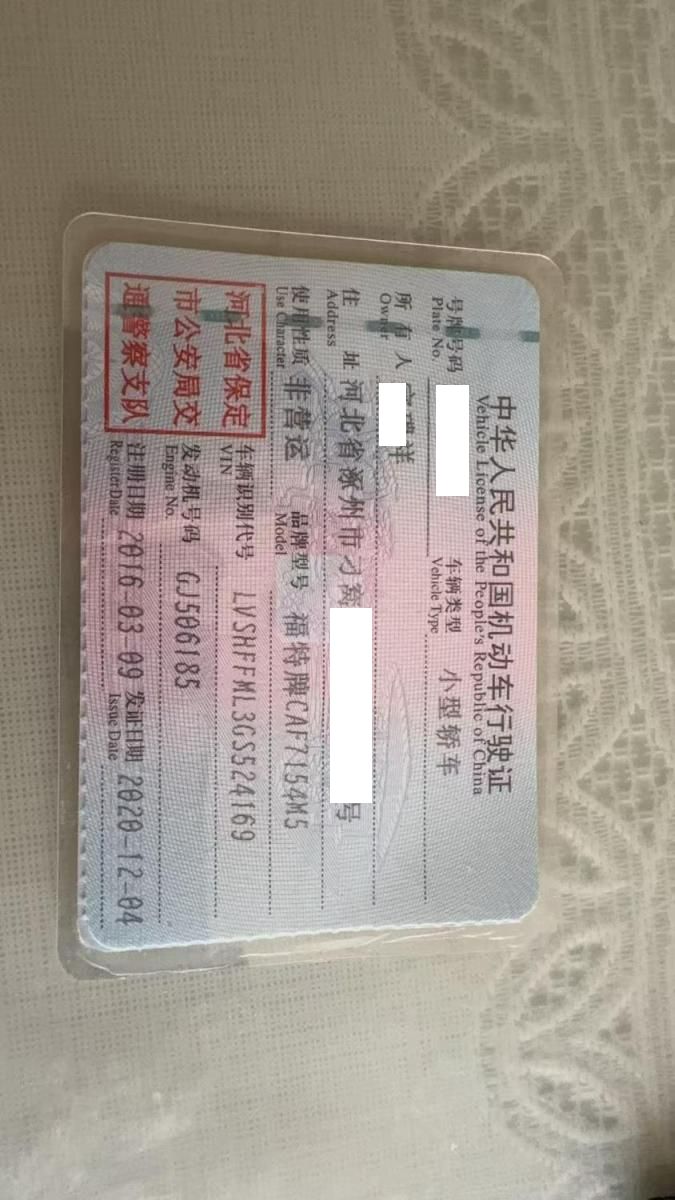 中华人民共和国机动车行驶证
Vehicle License of the People's Republic of China
号牌号码
Plate No.
车辆类型 小型轿车
Vehicle Type
所有人 祥
Owner
住址 河北省涿州市刁窝 号
Address
使用性质 非营运 品牌型号 福特牌CAF7154M5
Use Character Model
河北省保定
市公安局交
通警察支队
车辆识别代号 LVSHFFML3GS524169
VIN
发动机号码 GJ506185
Engine No.
注册日期 2016-03-09 发证日期 2020-12-04
Register Date Issue Date